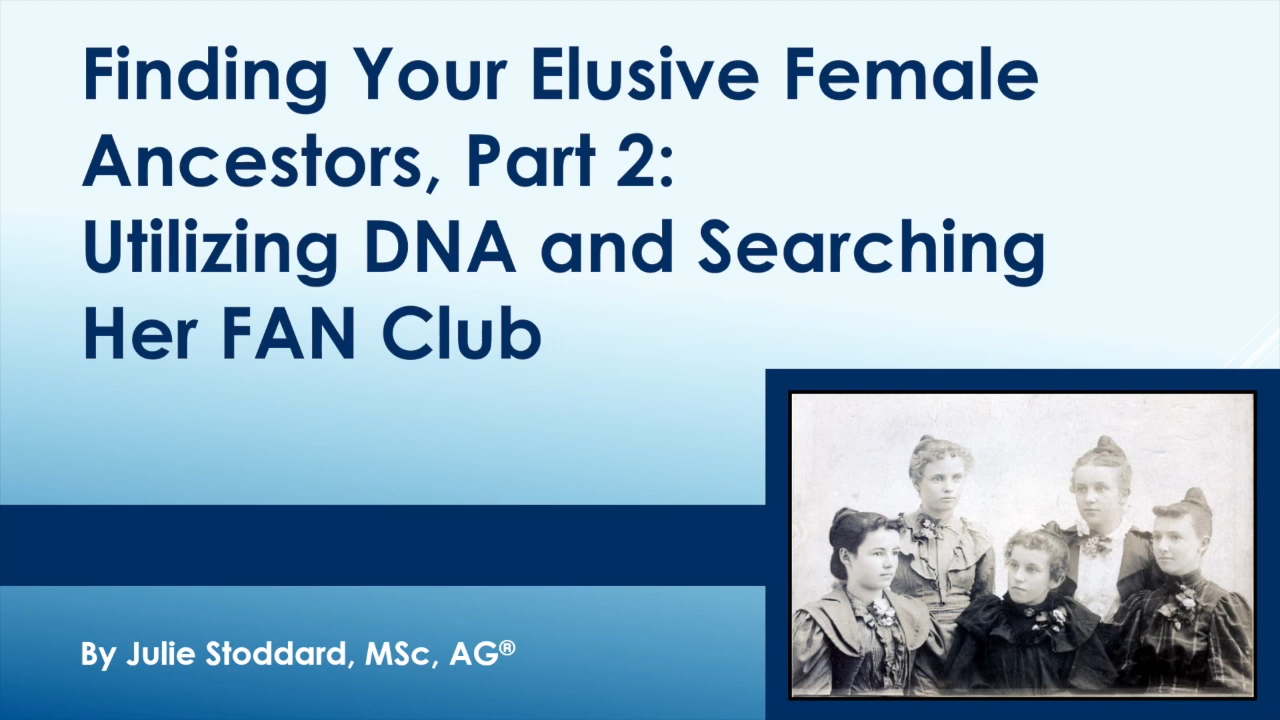 Finding Your Elusive Female
Ancestors, Part 2:
Utilizing DNA and Searching
Her FAN Club
By Julie Stoddard, MSc, AG®